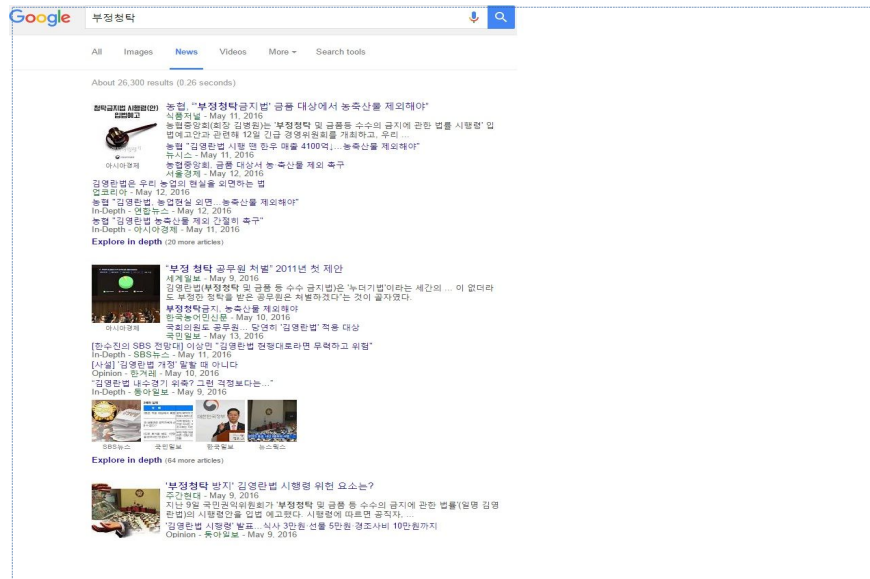 Google 부정청탁
All Images News Videos More Search tools
About 26,300 results (0.26 seconds)
청탁금지법 시행령(안)
입법예고
아시아경제
농협, "'부정청탁금지법' 금품 대상에서 농축산물 제외해야"
식품저널 - May 11, 2016
농협중앙회(회장 김병원)는 '부정청탁 및 금품등 수수의 금지에 관한 법률 시행령' 입
법예고안과 관련해 12일 긴급 경영위원회를 개최하고, 우리 ...
농협 "김영란법 시행 땐 한우 매출 4100억↓...농축산물 제외해야"
뉴시스 - May 11, 2016
농협중앙회, 금품 대상서 농·축산물 제외 촉구
서울경제 - May 12, 2016
김영란법은 우리 농업의 현실을 외면하는 법
업코리아 - May 12, 2016
농협 "김영란법, 농업현실 외면...농축산물 제외해야"
In-Depth - 연합뉴스 - May 12, 2016
농협 "김영란법 농축산물 제외 간절히 촉구"
In-Depth - 아시아경제 - May 11, 2016
Explore in depth (20 more articles)
아시아경제
"부정 청탁 공무원 처벌" 2011년 첫 제안
세계일보 - May 9, 2016
김영란법(부정청탁 및 금품 등 수수 금지법)은 '누더기법'이라는 세간의 ... 이 없더라
도 부정한 청탁을 받은 공무원은 처벌하겠다"는 것이 골자였다.
부정청탁금지, 농축산물 제외해야
한국농어민신문 - May 10, 2016
국회의원도 공무원... 당연히 '김영란법' 적용 대상
국민일보 - May 13, 2016
[한수진의 SBS 전망대] 이상민 "김영란법 현행대로라면 무력하고 위험"
In-Depth - SBS뉴스 - May 11, 2016
[사설] '김영란법 개정' 말할 때 아니다
Opinion - 한겨레 - May 10, 2016
"김영란법 내수경기 위축? 그런 걱정보다는..."
In-Depth - 동아일보 - May 9, 2016
SBS뉴스 국민일보 한국일보 뉴스윅스
Explore in depth (64 more articles)
'부정청탁 방지' 김영란법 시행령 위헌 요소는?
주간현대 - May 9, 2016
지난 9일 국민권익위원회가 '부정청탁 및 금품 등 수수의 금지에 관한 법률'(일명 김영
란법)의 시행령안을 입법 예고했다. 시행령에 따르면 공직자, ...
'김영란법 시행령' 발표...식사 3만원·선물 5만원·경조사비 10만원까지
Opinion - 동아일보 - May 9, 2016